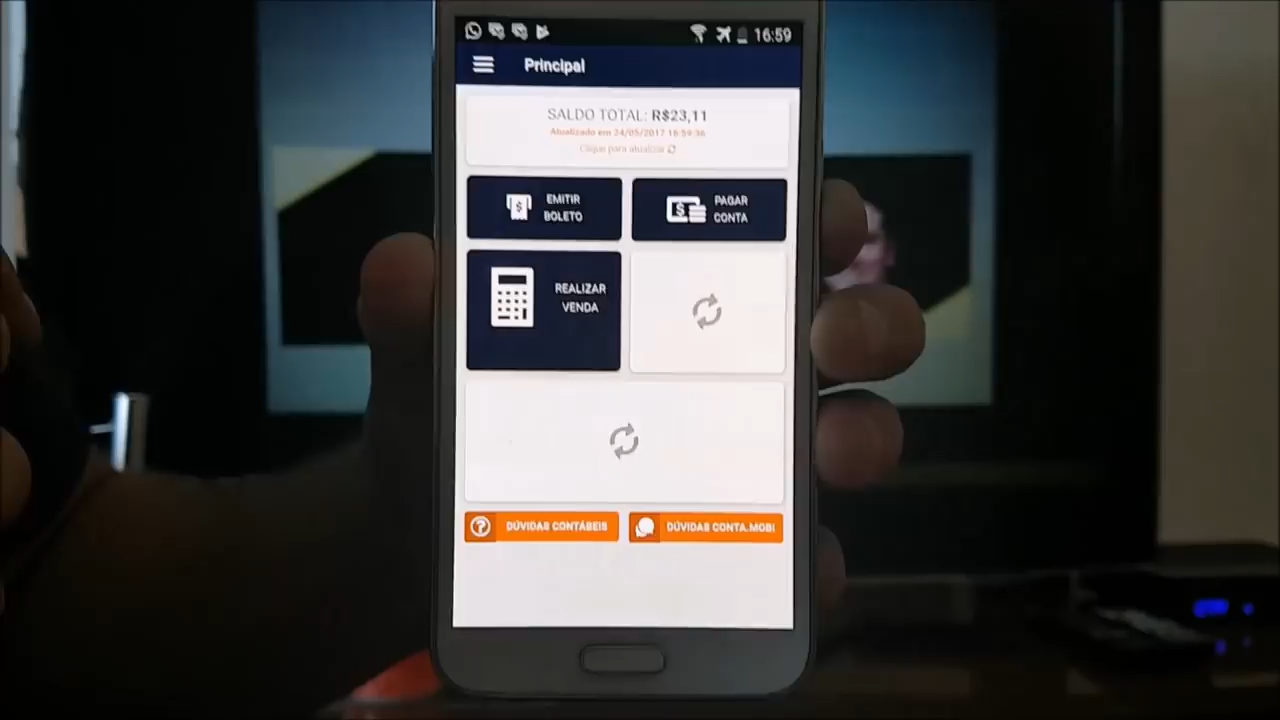 16:59
Principal
SALDO TOTAL: R$23,11
Atualizado em 24/05/2017 16:59:36
Clique para atualizar
EMITIR
BOLETO
PAGAR
CONTA
REALIZAR
VENDA
DÚVIDAS CONTÁBEIS
DÚVIDAS CONTA.MOBI